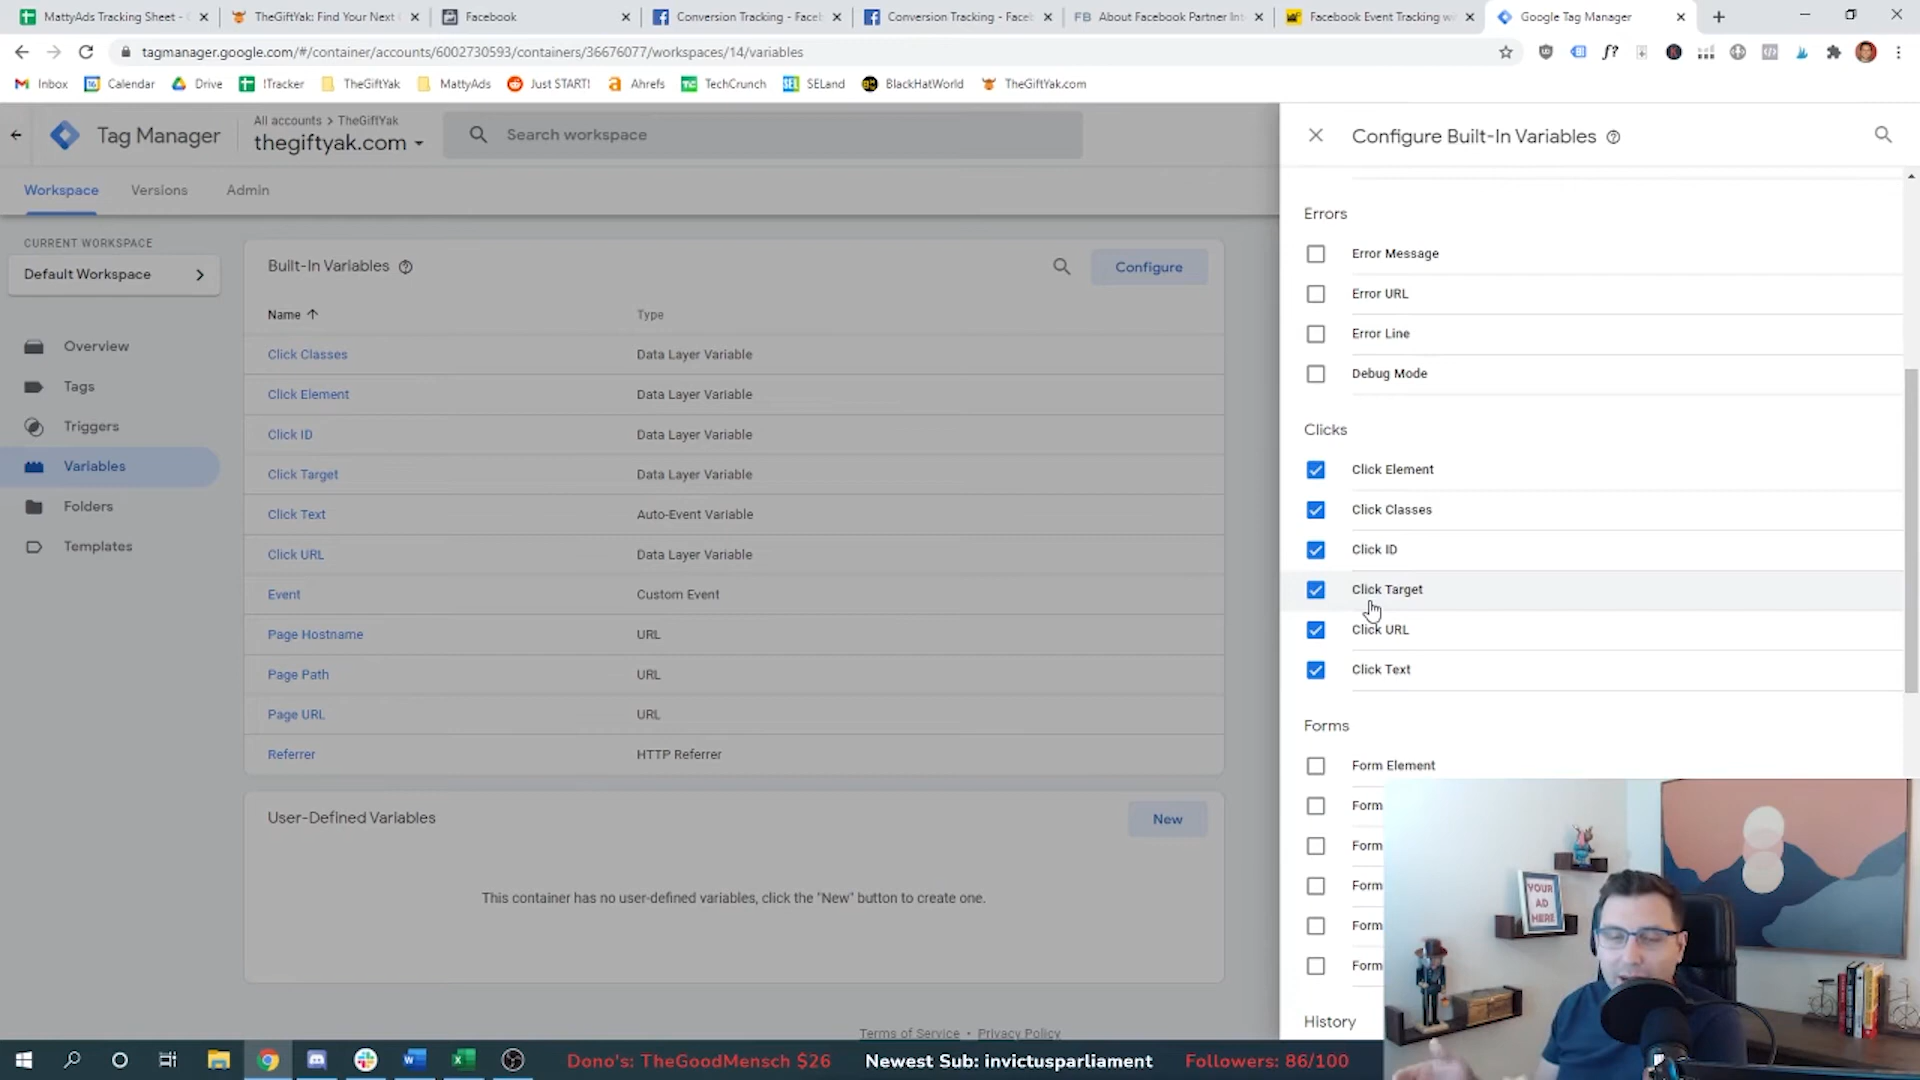 MattyAds Tracking Sheet -
TheGiftYak: Find Your Next
Facebook
Conversion Tracking - Faceb
Conversion Tracking - Faceb
FB About Facebook Partner Int
Facebook Event Tracking wi
Google Tag Manager
tagmanager.google.com/#/container/accounts/6002730593/containers/36676077/workspaces/14/variables
Inbox
Calendar
Drive
!Tracker
TheGiftYak
MattyAds
Just START!
Ahrefs
TechCrunch
SELand
BlackHatWorld
TheGiftYak.com
Tag Manager
All accounts > TheGiftYak
thegiftyak.com
Search workspace
Workspace
Versions
Admin
CURRENT WORKSPACE
Default Workspace
Overview
Tags
Triggers
Variables
Folders
Templates
Built-In Variables
Configure
Name
Type
Click Classes Data Layer Variable
Click Element Data Layer Variable
Click ID Data Layer Variable
Click Target Data Layer Variable
Click Text Auto-Event Variable
Click URL Data Layer Variable
Event Custom Event
Page Hostname URL
Page Path URL
Page URL URL
Referrer HTTP Referrer
User-Defined Variables
New
This container has no user-defined variables, click the "New" button to create one.
Terms of Service • Privacy Policy
Configure Built-In Variables
Errors
Error Message
Error URL
Error Line
Debug Mode
Clicks
Click Element
Click Classes
Click ID
Click Target
Click URL
Click Text
Forms
Form Element
Form
Form
Form
Form
Form
History
YOUR
AD
HERE
Dono's: TheGoodMensch $26
Newest Sub: invictusparliament
Followers: 86/100